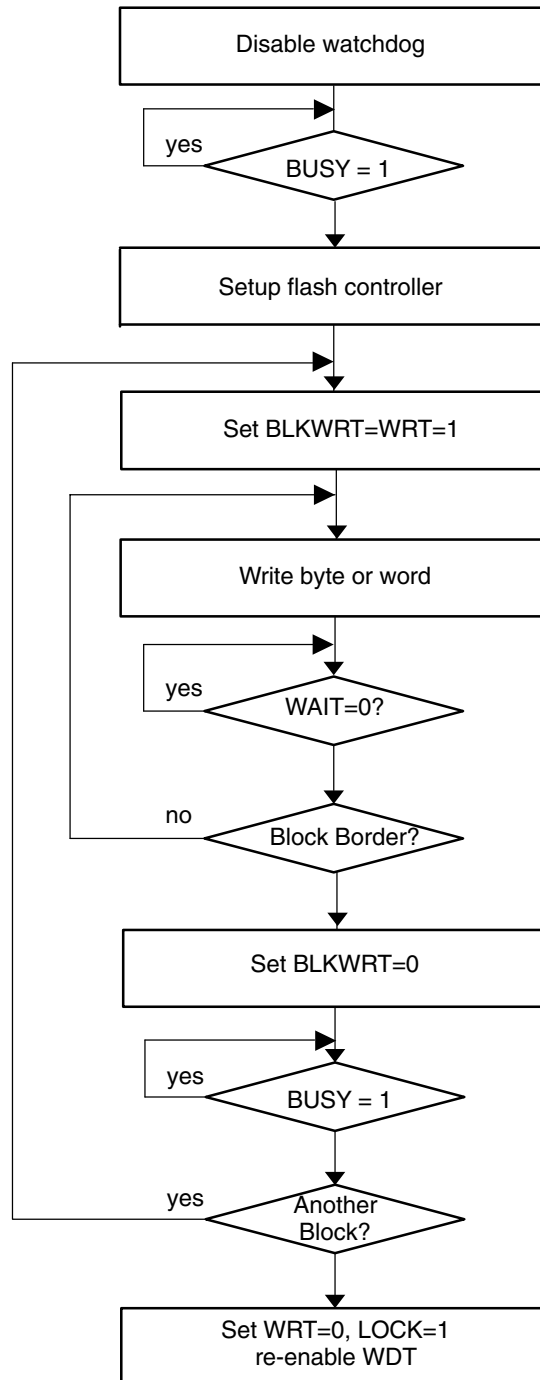 Disable watchdog
yes
BUSY = 1
Setup flash controller
Set BLKWRT=WRT=1
Write byte or word
yes
WAIT=0?
no
Block Border?
Set BLKWRT=0
yes
BUSY = 1
yes
Another
Block?
Set WRT=0, LOCK=1
re-enable WDT